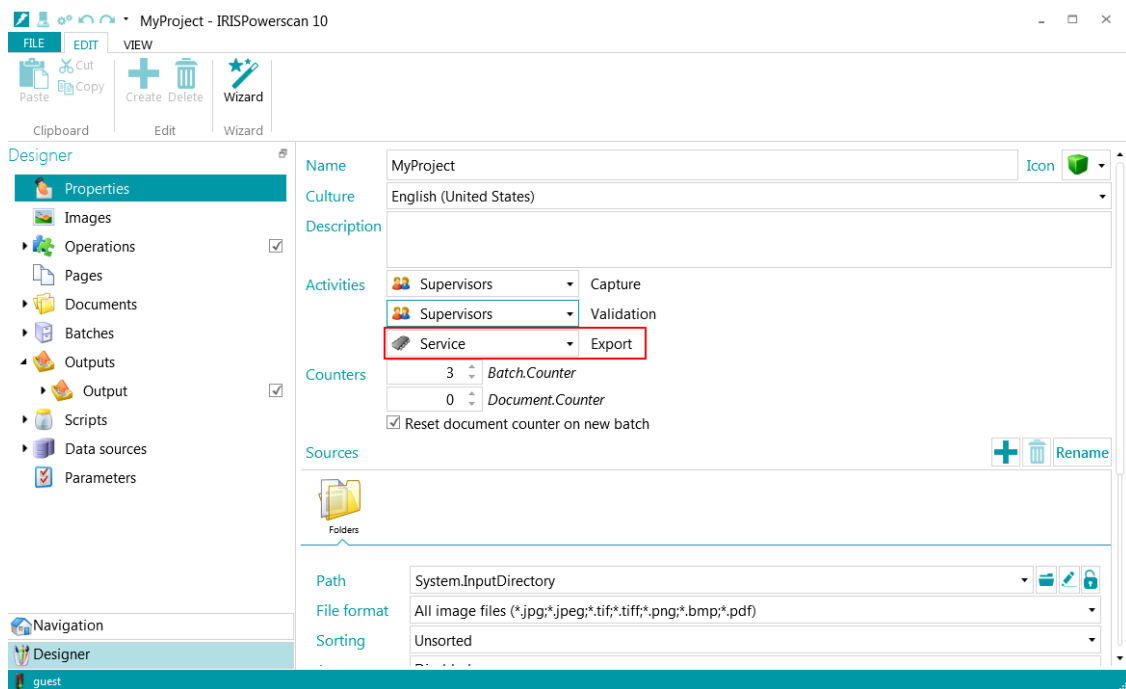 MyProject - IRISPowerscan 10
FILE EDIT VIEW
Paste Cut Copy Create Delete Wizard
Clipboard Edit Wizard
Designer
Properties
Images
Operations
Pages
Documents
Batches
Outputs
Output
Scripts
Data sources
Parameters
Navigation
Designer
guest
Name MyProject Icon
Culture English (United States)
Description
Activities Supervisors Capture
Supervisors Validation
Service Export
Counters 3 Batch.Counter
0 Document.Counter
Reset document counter on new batch
Sources Rename
Folders
Path System.InputDirectory
File format All image files (*.jpg;*.jpeg;*.tif;*.tiff;*.png;*.bmp;*.pdf)
Sorting Unsorted